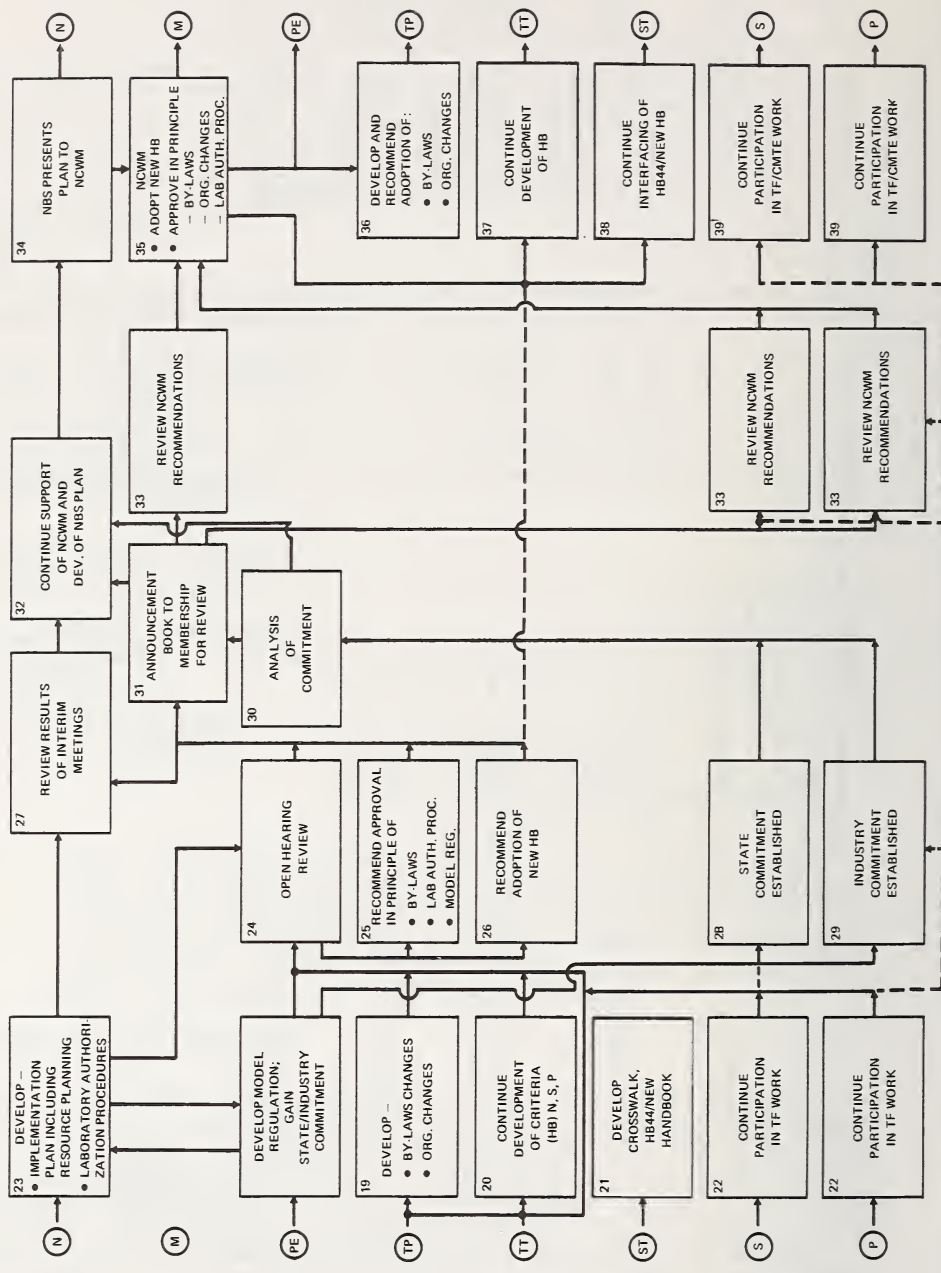 N
23
DEVELOP –
• IMPLEMENTATION
PLAN INCLUDING
RESOURCE PLANNING
• LABORATORY AUTHORI-
ZATION PROCEDURES
27
REVIEW RESULTS
OF INTERIM
MEETINGS
32
CONTINUE SUPPORT
OF NCWM AND
DEV. OF NBS PLAN
34
NBS PRESENTS
PLAN TO
NCWM
N
M
31
ANNOUNCEMENT
BOOK TO
MEMBERSHIP
FOR REVIEW
33
REVIEW NCWM
RECOMMENDATIONS
35
NCWM
• ADOPT NEW HB
• APPROVE IN PRINCIPLE
– BY-LAWS
– ORG. CHANGES
– LAB AUTH. PROC.
M
PE
DEVELOP MODEL
REGULATION;
GAIN
STATE/INDUSTRY
COMMITMENT
24
OPEN HEARING
REVIEW
30
ANALYSIS
OF
COMMITMENT
PE
TP
19
DEVELOP –
• BY-LAWS CHANGES
• ORG. CHANGES
25
RECOMMEND APPROVAL
IN PRINCIPLE OF
• BY-LAWS
• LAB AUTH. PROC.
• MODEL REG.
36
DEVELOP AND
RECOMMEND
ADOPTION OF:
• BY-LAWS
• ORG. CHANGES
TP
TT
20
CONTINUE
DEVELOPMENT
OF CRITERIA
(HB) N, S, P
26
RECOMMEND
ADOPTION OF
NEW HB
37
CONTINUE
DEVELOPMENT
OF HB
TT
ST
21
DEVELOP
CROSSWALK,
HB44/NEW
HANDBOOK
38
CONTINUE
INTERFACING OF
HB44/NEW HB
ST
S
22
CONTINUE
PARTICIPATION
IN TF WORK
28
STATE
COMMITMENT
ESTABLISHED
33
REVIEW NCWM
RECOMMENDATIONS
39
CONTINUE
PARTICIPATION
IN TF/CMTE WORK
S
P
22
CONTINUE
PARTICIPATION
IN TF WORK
29
INDUSTRY
COMMITMENT
ESTABLISHED
33
REVIEW NCWM
RECOMMENDATIONS
39
CONTINUE
PARTICIPATION
IN TF/CMTE WORK
P